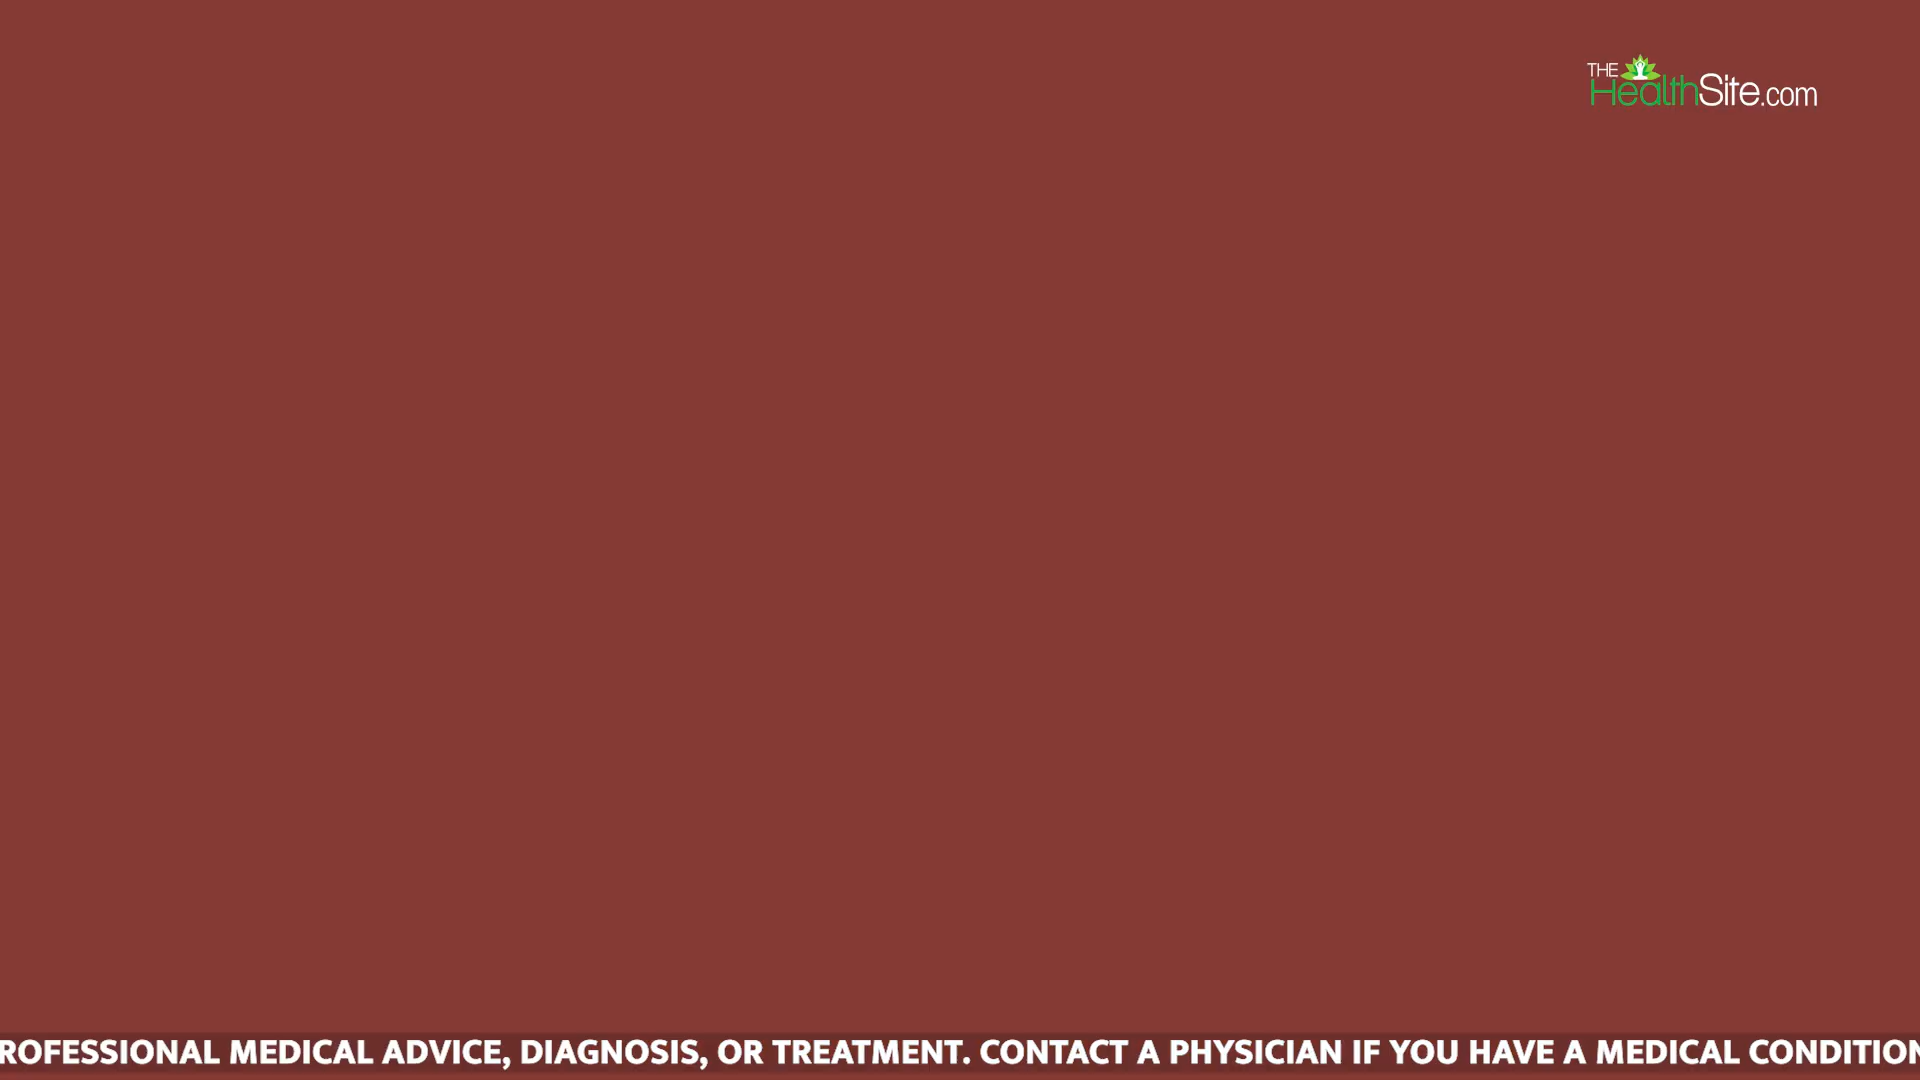 THE
HealthSite.com
ROFESSIONAL MEDICAL ADVICE, DIAGNOSIS, OR TREATMENT. CONTACT A PHYSICIAN IF YOU HAVE A MEDICAL CONDITION